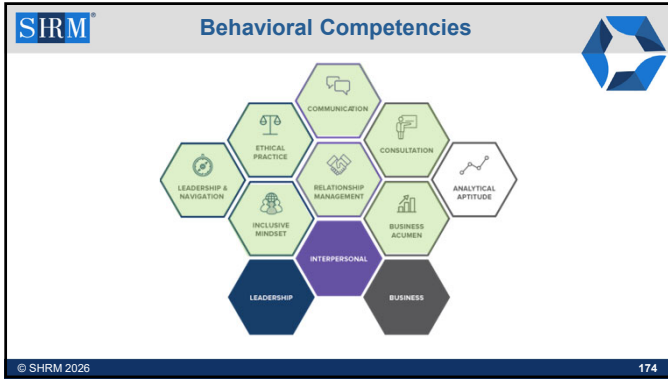 SHRM®
Behavioral Competencies
COMMUNICATION
ETHICAL
PRACTICE
CONSULTATION
LEADERSHIP &
NAVIGATION
RELATIONSHIP
MANAGEMENT
ANALYTICAL
APTITUDE
INCLUSIVE
MINDSET
BUSINESS
ACUMEN
INTERPERSONAL
LEADERSHIP
BUSINESS
© SHRM 2026
174